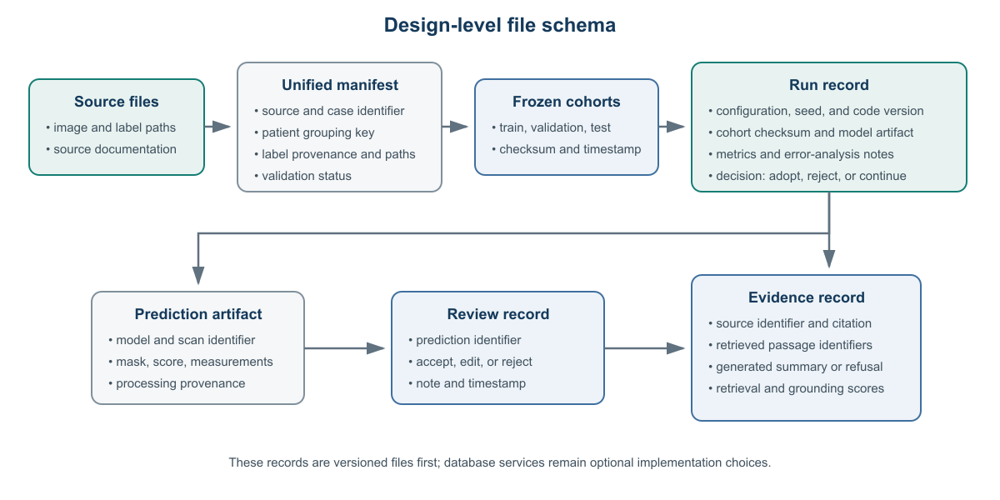 Design-level file schema
Source files
• image and label paths
• source documentation
Unified manifest
• source and case identifier
• patient grouping key
• label provenance and paths
• validation status
Frozen cohorts
• train, validation, test
• checksum and timestamp
Run record
• configuration, seed, and code version
• cohort checksum and model artifact
• metrics and error-analysis notes
• decision: adopt, reject, or continue
Prediction artifact
• model and scan identifier
• mask, score, measurements
• processing provenance
Review record
• prediction identifier
• accept, edit, or reject
• note and timestamp
Evidence record
• source identifier and citation
• retrieved passage identifiers
• generated summary or refusal
• retrieval and grounding scores
These records are versioned files first; database services remain optional implementation choices.